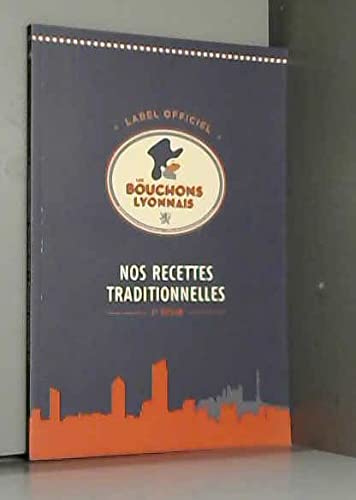 LABEL OFFICIEL
LES
BOUCHONS
LYONNAIS
NOS RECETTES
TRADITIONNELLES